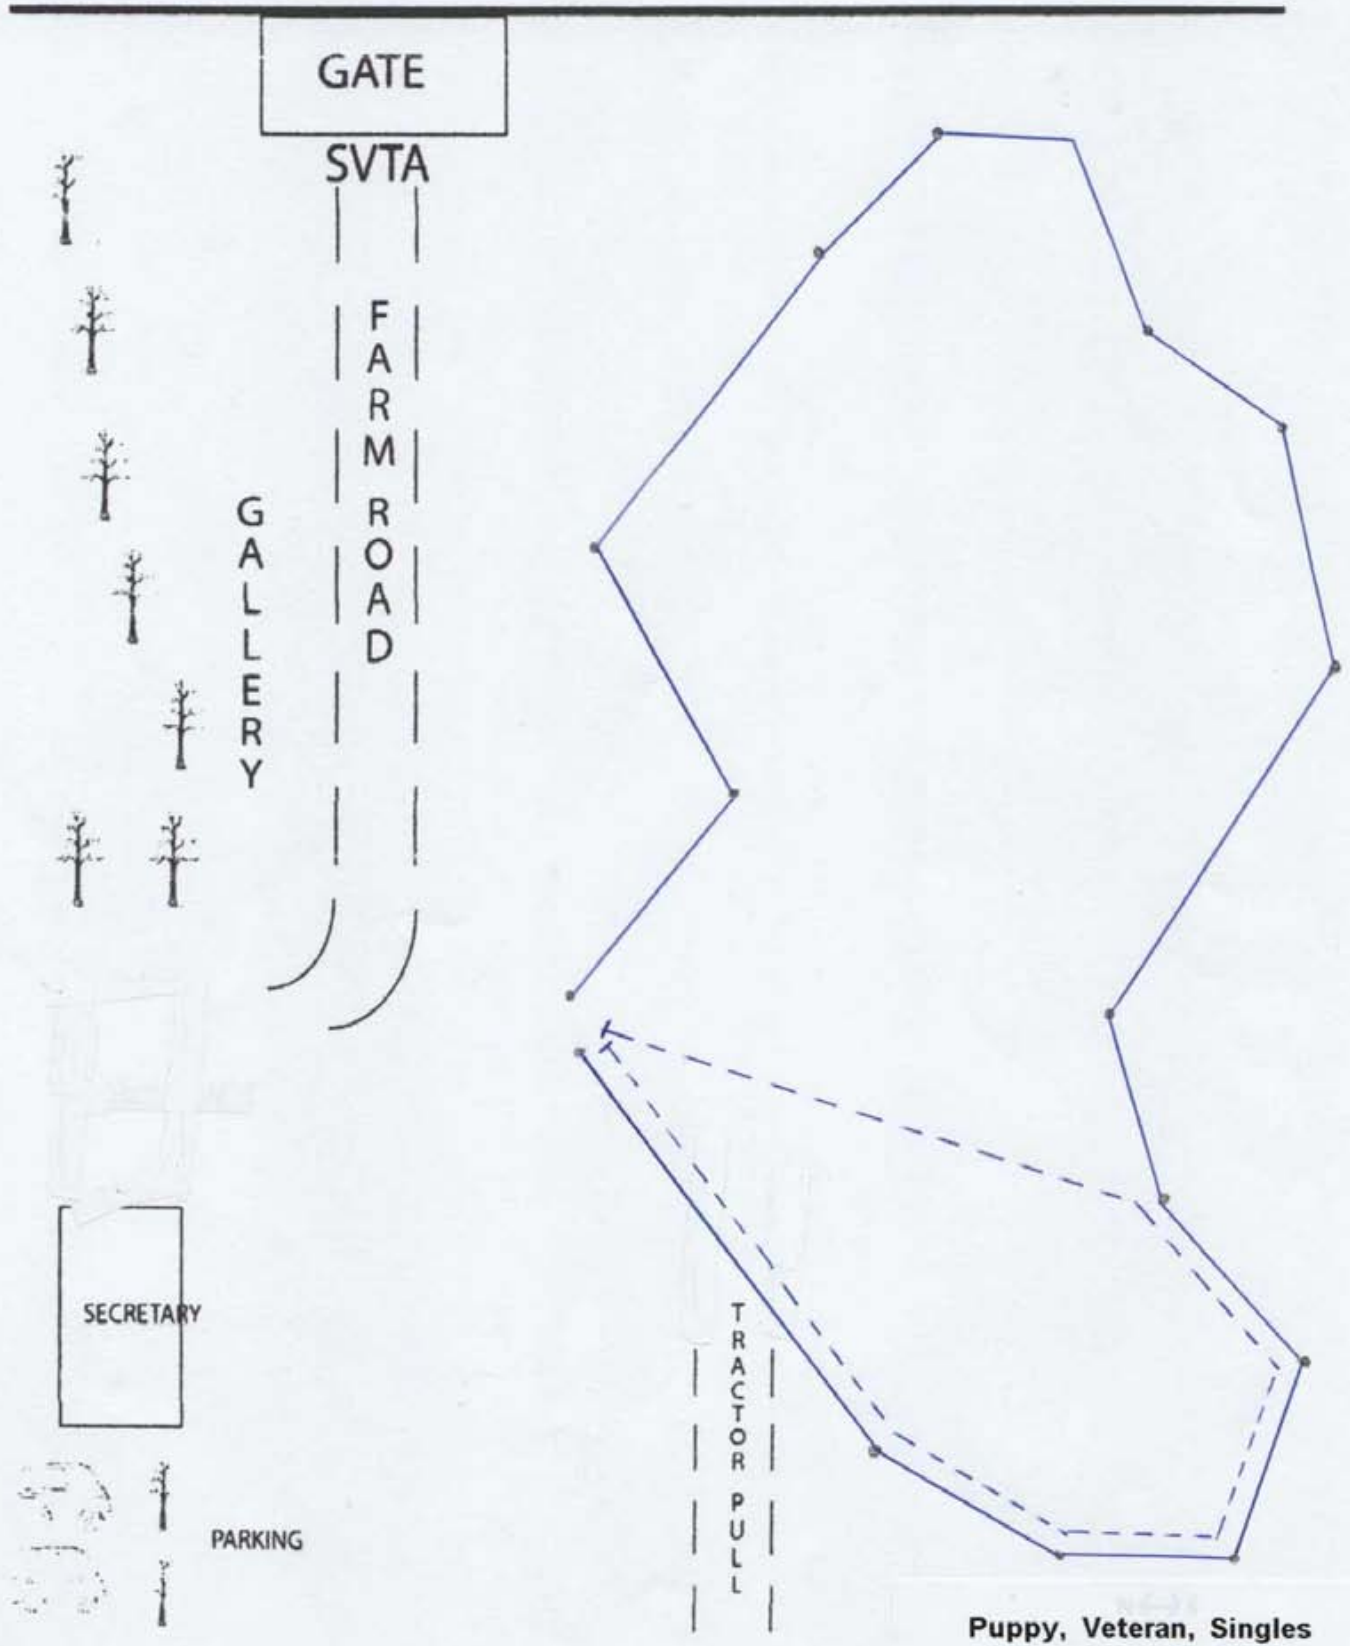 GATE
SVTA
FARM ROAD
GALLERY
SECRETARY
TRACTOR PULL
PARKING
Puppy, Veteran, Singles